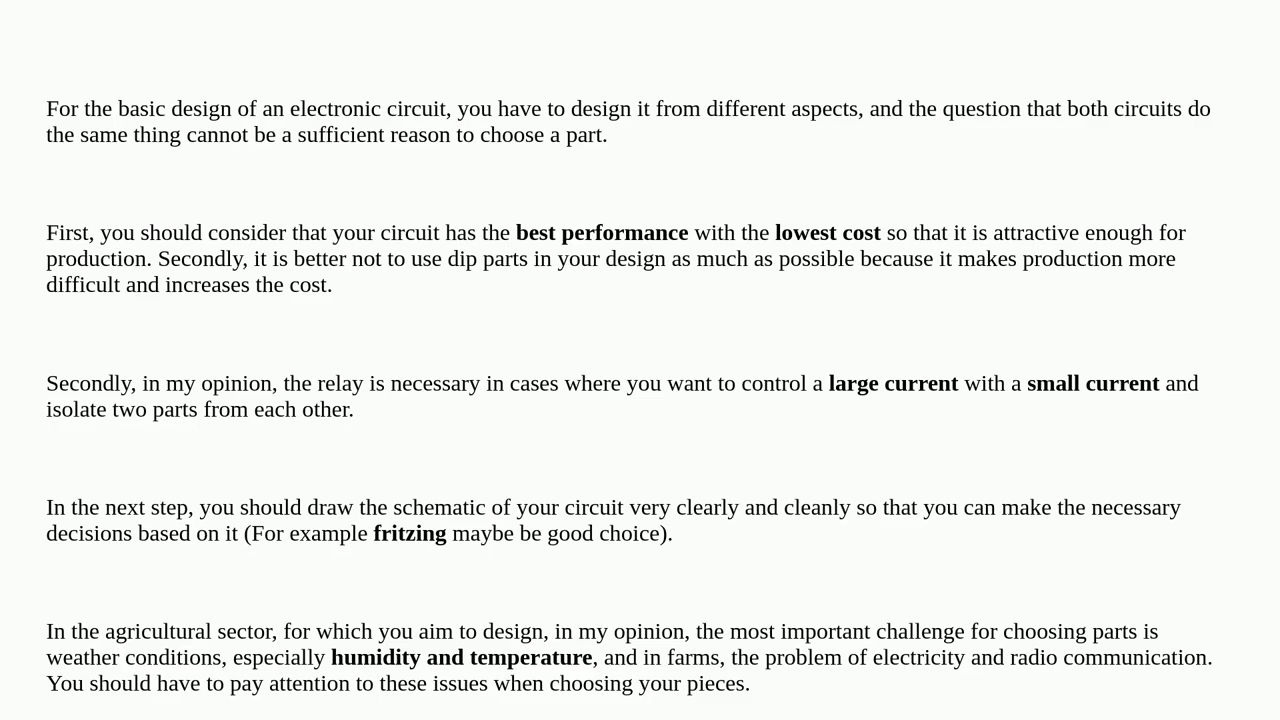 For the basic design of an electronic circuit, you have to design it from different aspects, and the question that both circuits do
the same thing cannot be a sufficient reason to choose a part.
First, you should consider that your circuit has the best performance with the lowest cost so that it is attractive enough for
production. Secondly, it is better not to use dip parts in your design as much as possible because it makes production more
difficult and increases the cost.
Secondly, in my opinion, the relay is necessary in cases where you want to control a large current with a small current and
isolate two parts from each other.
In the next step, you should draw the schematic of your circuit very clearly and cleanly so that you can make the necessary
decisions based on it (For example fritzing maybe be good choice).
In the agricultural sector, for which you aim to design, in my opinion, the most important challenge for choosing parts is
weather conditions, especially humidity and temperature, and in farms, the problem of electricity and radio communication.
You should have to pay attention to these issues when choosing your pieces.